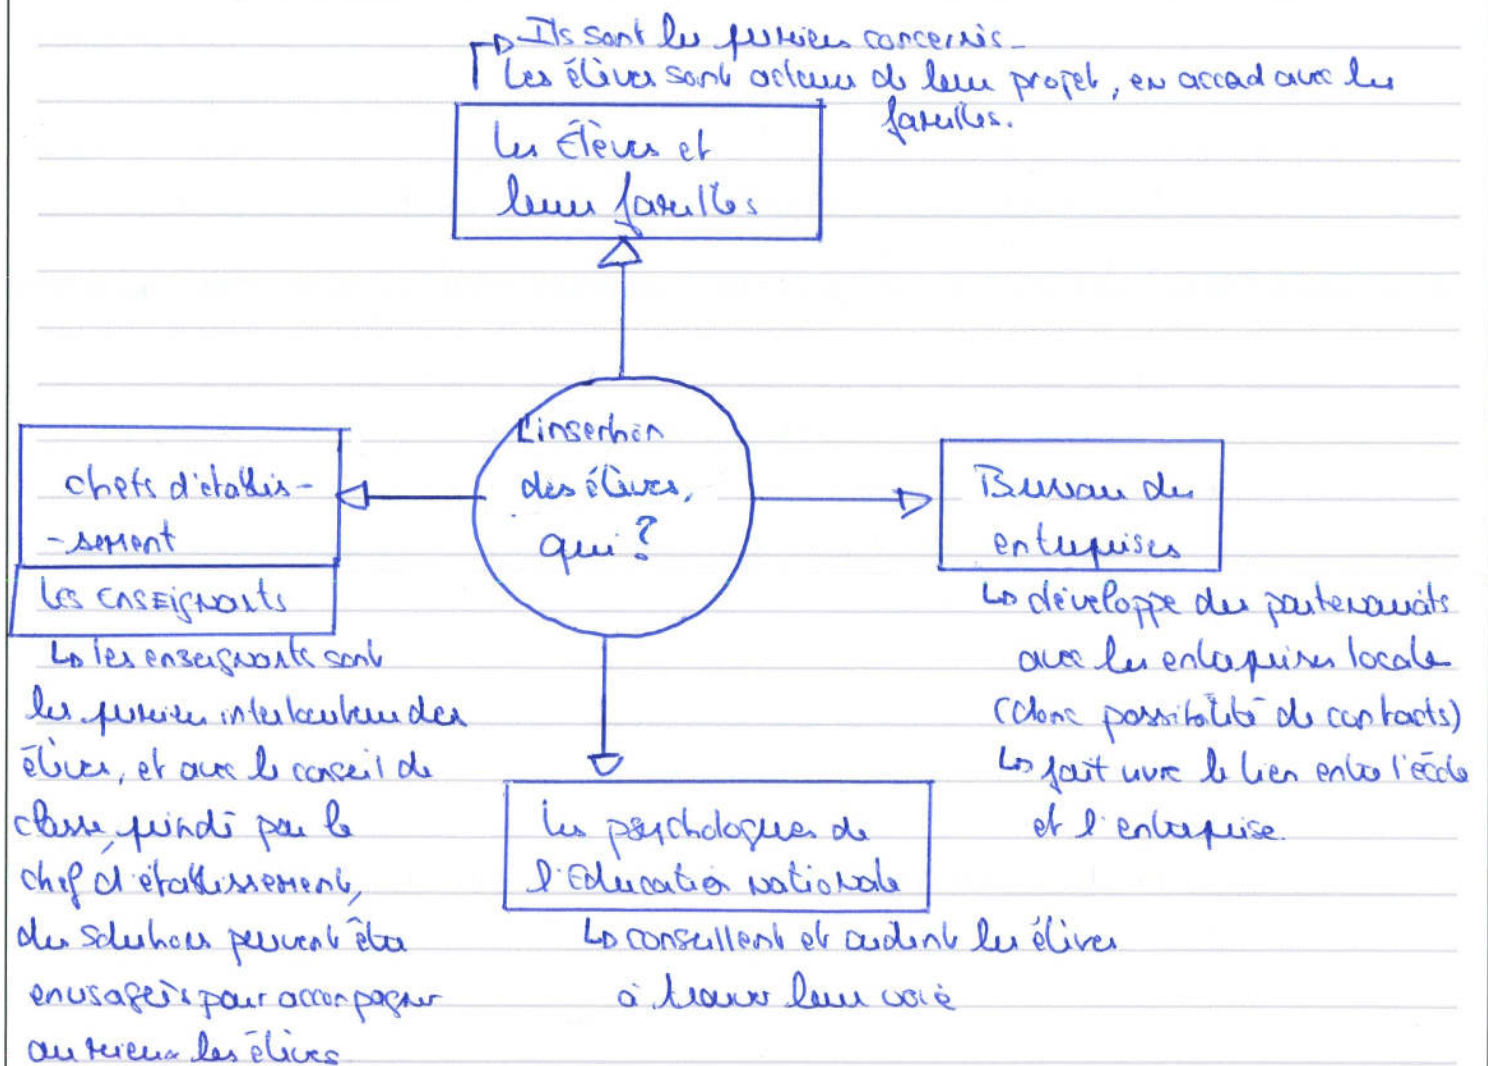 Ils sont les premiers concernés_
Les élèves sont acteurs de leur projet, en accord avec les
familles.
Les Élèves et
leurs familles
L'insertion
des élèves,
qui ?
chefs d'établis-
-sement
Les enseignants
les enseignants sont
les premiers interlocuteurs des
élèves, et avec le conseil de
classe, présidé par le
chef d'établissement,
des solutions peuvent être
envisagées pour accompagner
au mieux les élèves
Les psychologues de
l'Education nationale
conseillent et aident les élèves
à trouver leur voie
Bureau des
entreprises
développe des partenariats
avec les entreprises locales
(donc possibilité de contacts)
fait vivre le lien entre l'école
et l'entreprise.